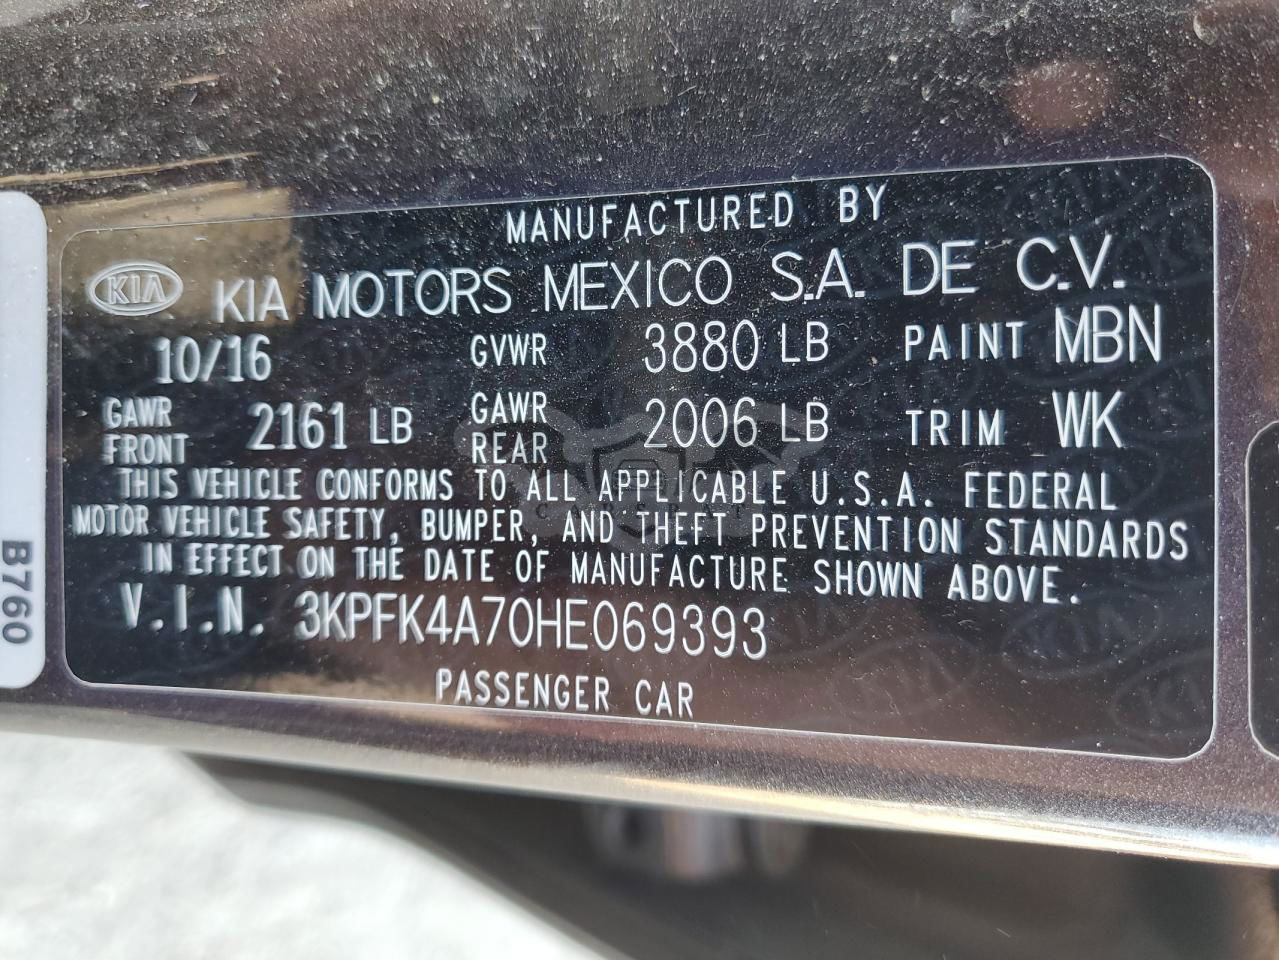 MANUFACTURED BY
KIA KIA MOTORS MEXICO S.A. DE C.V.
10/16 GVWR 3880 LB PAINT MBN
GAWR FRONT 2161 LB GAWR REAR 2006 LB TRIM WK
THIS VEHICLE CONFORMS TO ALL APPLICABLE U.S.A. FEDERAL
MOTOR VEHICLE SAFETY, BUMPER, AND THEFT PREVENTION STANDARDS
IN EFFECT ON THE DATE OF MANUFACTURE SHOWN ABOVE.
V.I.N. 3KPFK4A70HE069393
PASSENGER CAR
B760